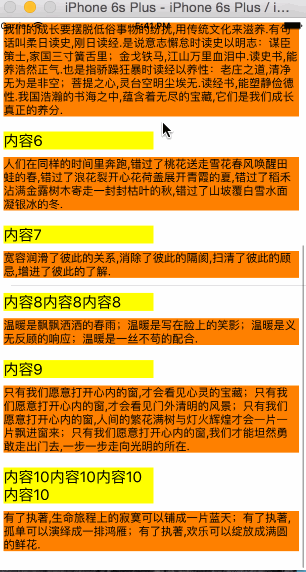 iPhone 6s Plus - iPhone 6s Plus / i...
我们的成长要摆脱低俗事物的纷扰,用传统文化来滋养.有句
话叫柔日读史,刚日读经.是说意志懈怠时读史以明志：谋臣
策士,家国三寸簧舌里；金戈铁马,江山万里血泪中.读史书,能
养浩然正气.也是指骄躁狂暴时读经以养性：老庄之道,清净
无为是非空；菩提之心,灵台空明尘埃无.读经书,能塑静俭德
性.我国浩瀚的书海之中,蕴含着无尽的宝藏,它们是我们成长
真正的养分.
内容6
人们在同样的时间里奔跑,错过了桃花送走雪花春风唤醒田
蛙的春,错过了浪花裂开心花荷盖展开青霞的夏,错过了稻禾
沾满金露树木寄走一封封枯叶的秋,错过了山坡覆白雪水面
凝银冰的冬.
内容7
宽容润滑了彼此的关系,消除了彼此的隔阂,扫清了彼此的顾
忌,增进了彼此的了解.
内容8内容8内容8
温暖是飘飘洒洒的春雨；温暖是写在脸上的笑影；温暖是义
无反顾的响应；温暖是一丝不苟的配合.
内容9
只有我们愿意打开心内的窗,才会看见心灵的宝藏；只有我
们愿意打开心内的窗,才会看见门外清明的风景；只有我们
愿意打开心内的窗,人间的繁花满树与灯火辉煌才会一片一
片飘进窗来；只有我们愿意打开心内的窗,我们才能坦然勇
敢走出门去,一步一步走向光明的所在.
内容10内容10内容10
内容10
有了执著,生命旅程上的寂寞可以铺成一片蓝天；有了执著,
孤单可以演绎成一排鸿雁；有了执著,欢乐可以绽放成满圆
的鲜花.